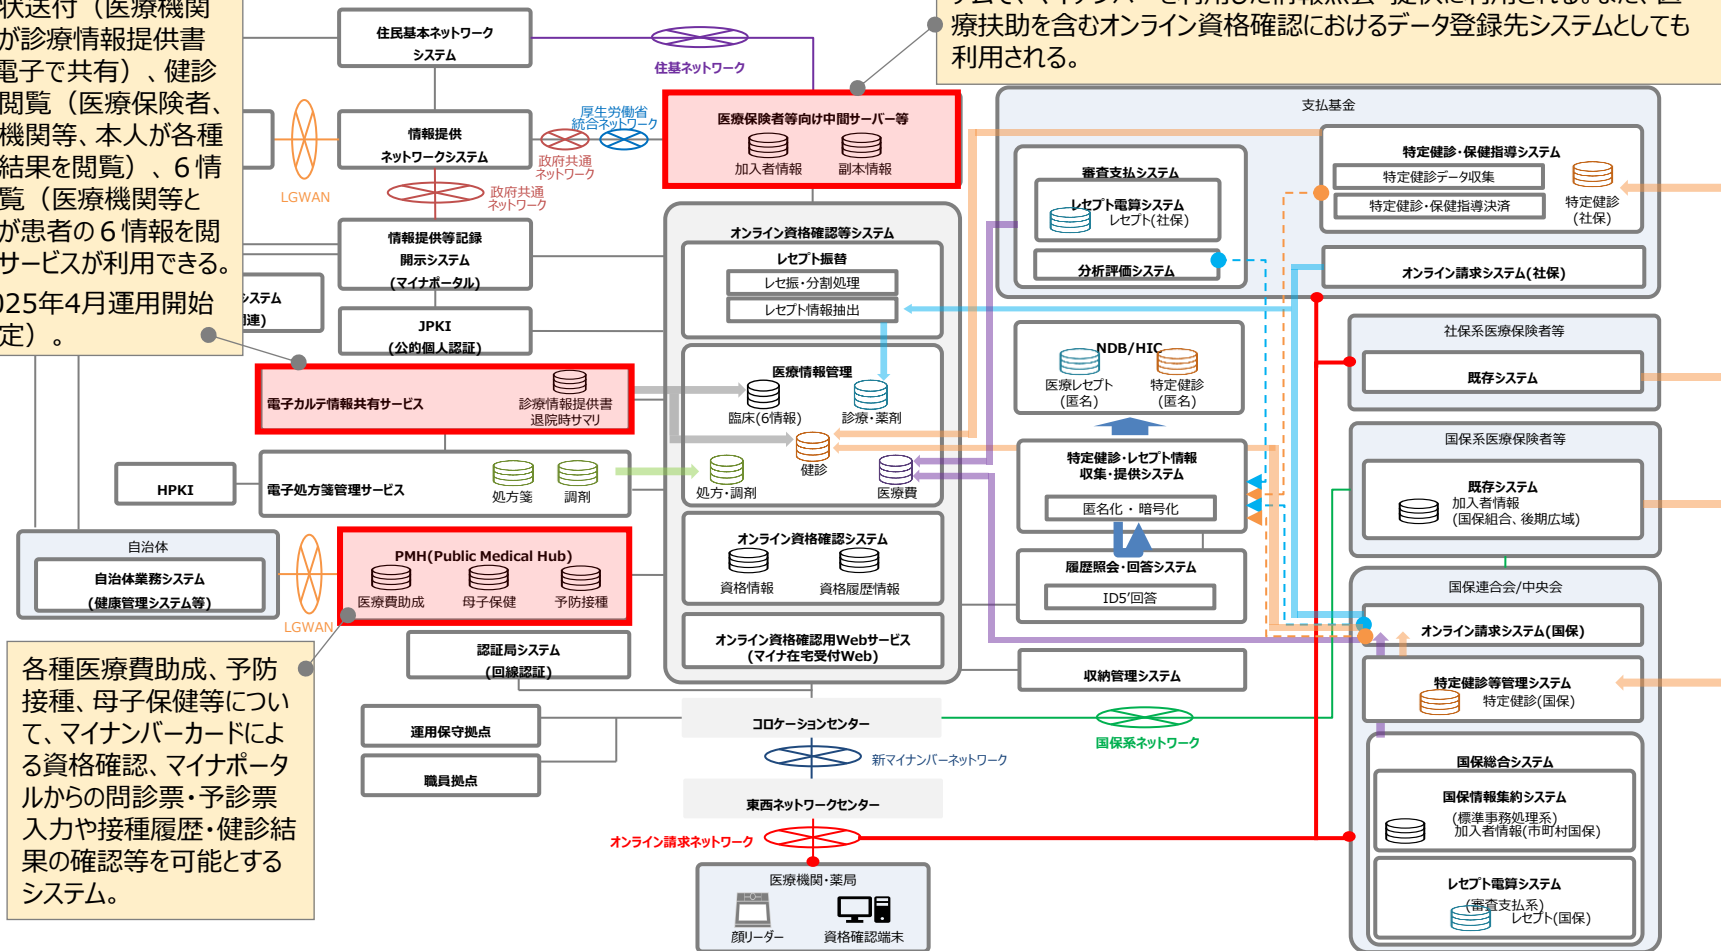 状送付（医療機関
が診療情報提供書
電子で共有）、健診
閲覧（医療保険者、
機関等、本人が各種
結果を閲覧）、６情
覧（医療機関等と
が患者の６情報を閲
サービスが利用できる。
025年4月運用開始
定）。
療扶助を含むオンライン資格確認におけるデータ登録先システムとしても
利用される。
住民基本ネットワーク
システム
住基ネットワーク
情報提供
ネットワークシステム
LGWAN
政府共通
ネットワーク
厚生労働省
統合ネットワーク
政府共通
ネットワーク
医療保険者等向け中間サーバー等
加入者情報
副本情報
情報提供等記録
開示システム
(マイナポータル)
システム
連)
JPKI
(公的個人認証)
電子カルテ情報共有サービス
診療情報提供書
退院時サマリ
HPKI
電子処方箋管理サービス
処方箋
調剤
自治体
自治体業務システム
(健康管理システム等)
LGWAN
PMH(Public Medical Hub)
医療費助成
母子保健
予防接種
認証局システム
(回線認証)
運用保守拠点
職員拠点
各種医療費助成、予防
接種、母子保健等につい
て、マイナンバーカードによ
る資格確認、マイナポータ
ルからの問診票・予診票
入力や接種履歴・健診結
果の確認等を可能とする
システム。
オンライン資格確認等システム
レセプト振替
レセ振・分割処理
レセプト情報抽出
医療情報管理
臨床(6情報)
診療・薬剤
健診
処方・調剤
医療費
オンライン資格確認システム
資格情報
資格履歴情報
オンライン資格確認用Webサービス
(マイナ在宅受付Web)
コロケーションセンター
新マイナンバーネットワーク
東西ネットワークセンター
オンライン請求ネットワーク
医療機関・薬局
顔リーダー
資格確認端末
支払基金
審査支払システム
レセプト電算システム
レセプト(社保)
分析評価システム
特定健診・保健指導システム
特定健診データ収集
特定健診・保健指導決済
特定健診
(社保)
オンライン請求システム(社保)
NDB/HIC
医療レセプト
(匿名)
特定健診
(匿名)
特定健診・レセプト情報
収集・提供システム
匿名化 ・ 暗号化
履歴照会・回答システム
ID5'回答
収納管理システム
国保系ネットワーク
社保系医療保険者等
既存システム
国保系医療保険者等
既存システム
加入者情報
(国保組合、後期広域)
国保連合会/中央会
オンライン請求システム(国保)
特定健診等管理システム
特定健診(国保)
国保総合システム
国保情報集約システム
(標準事務処理系)
加入者情報(市町村国保)
レセプト電算システム
(審査支払系)
レセプト(国保)